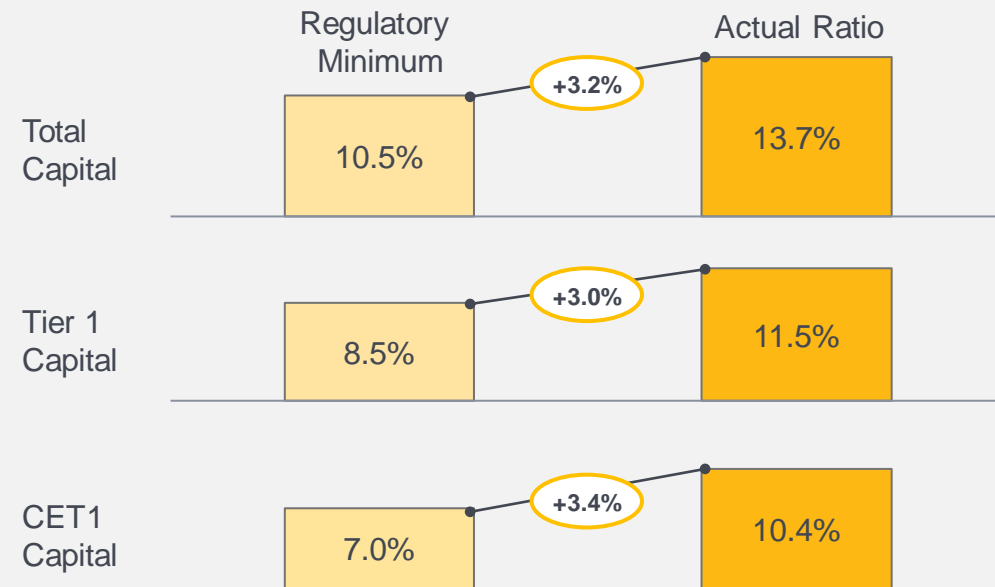 Regulatory
Minimum
Actual Ratio
Total
Capital
10.5%
+3.2%
13.7%
Tier 1
Capital
8.5%
+3.0%
11.5%
CET1
Capital
7.0%
+3.4%
10.4%